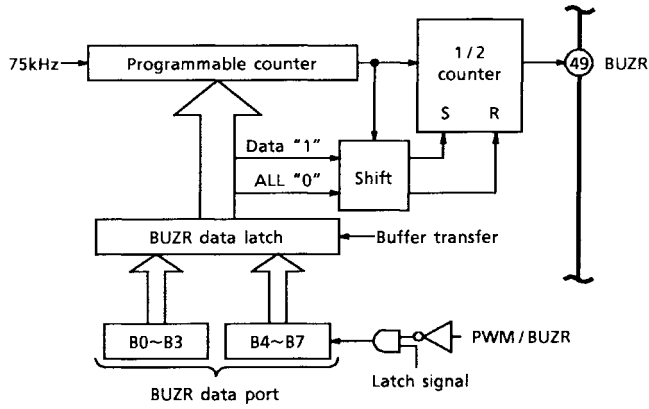 75kHz
Programmable counter
1/2
counter
S R
49 BUZR
Data "1"
ALL "0"
Shift
BUZR data latch
Buffer transfer
B0~B3
B4~B7
PWM/BUZR
Latch signal
BUZR data port